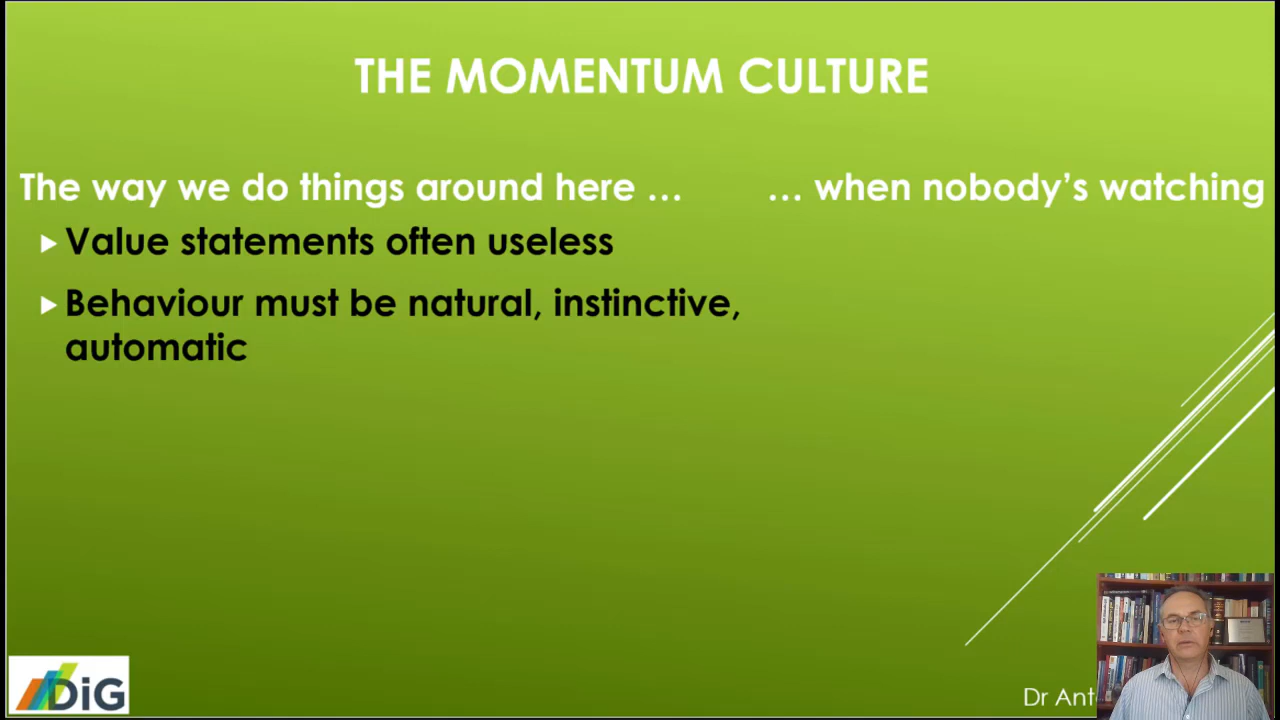 THE MOMENTUM CULTURE
The way we do things around here … … when nobody's watching
Value statements often useless
Behaviour must be natural, instinctive,
automatic
DiG
Dr